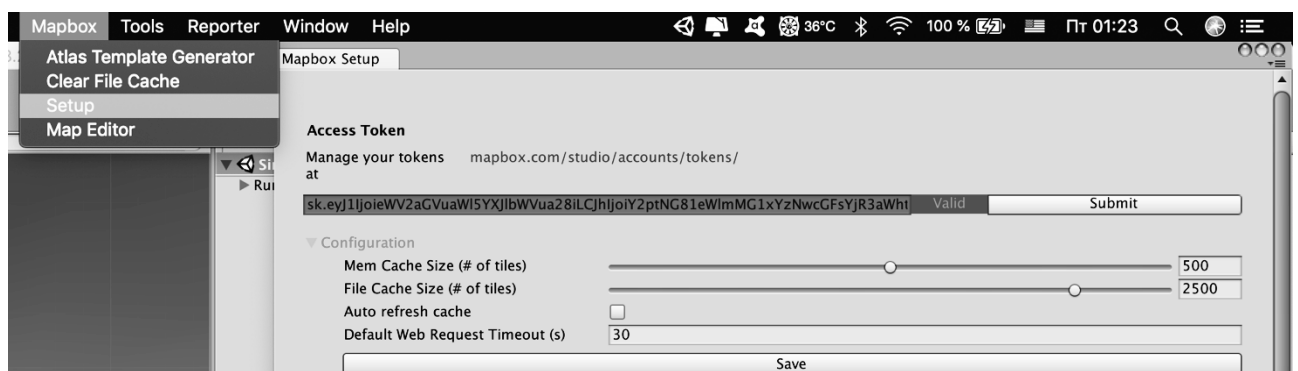 Mapbox Tools Reporter Window Help 36°C 100 % Пт 01:23
Atlas Template Generator
Clear File Cache
Setup
Map Editor
Mapbox Setup
Access Token
Manage your tokens at mapbox.com/studio/accounts/tokens/
Valid Submit
Configuration
Mem Cache Size (# of tiles) 500
File Cache Size (# of tiles) 2500
Auto refresh cache
Default Web Request Timeout (s) 30
Save